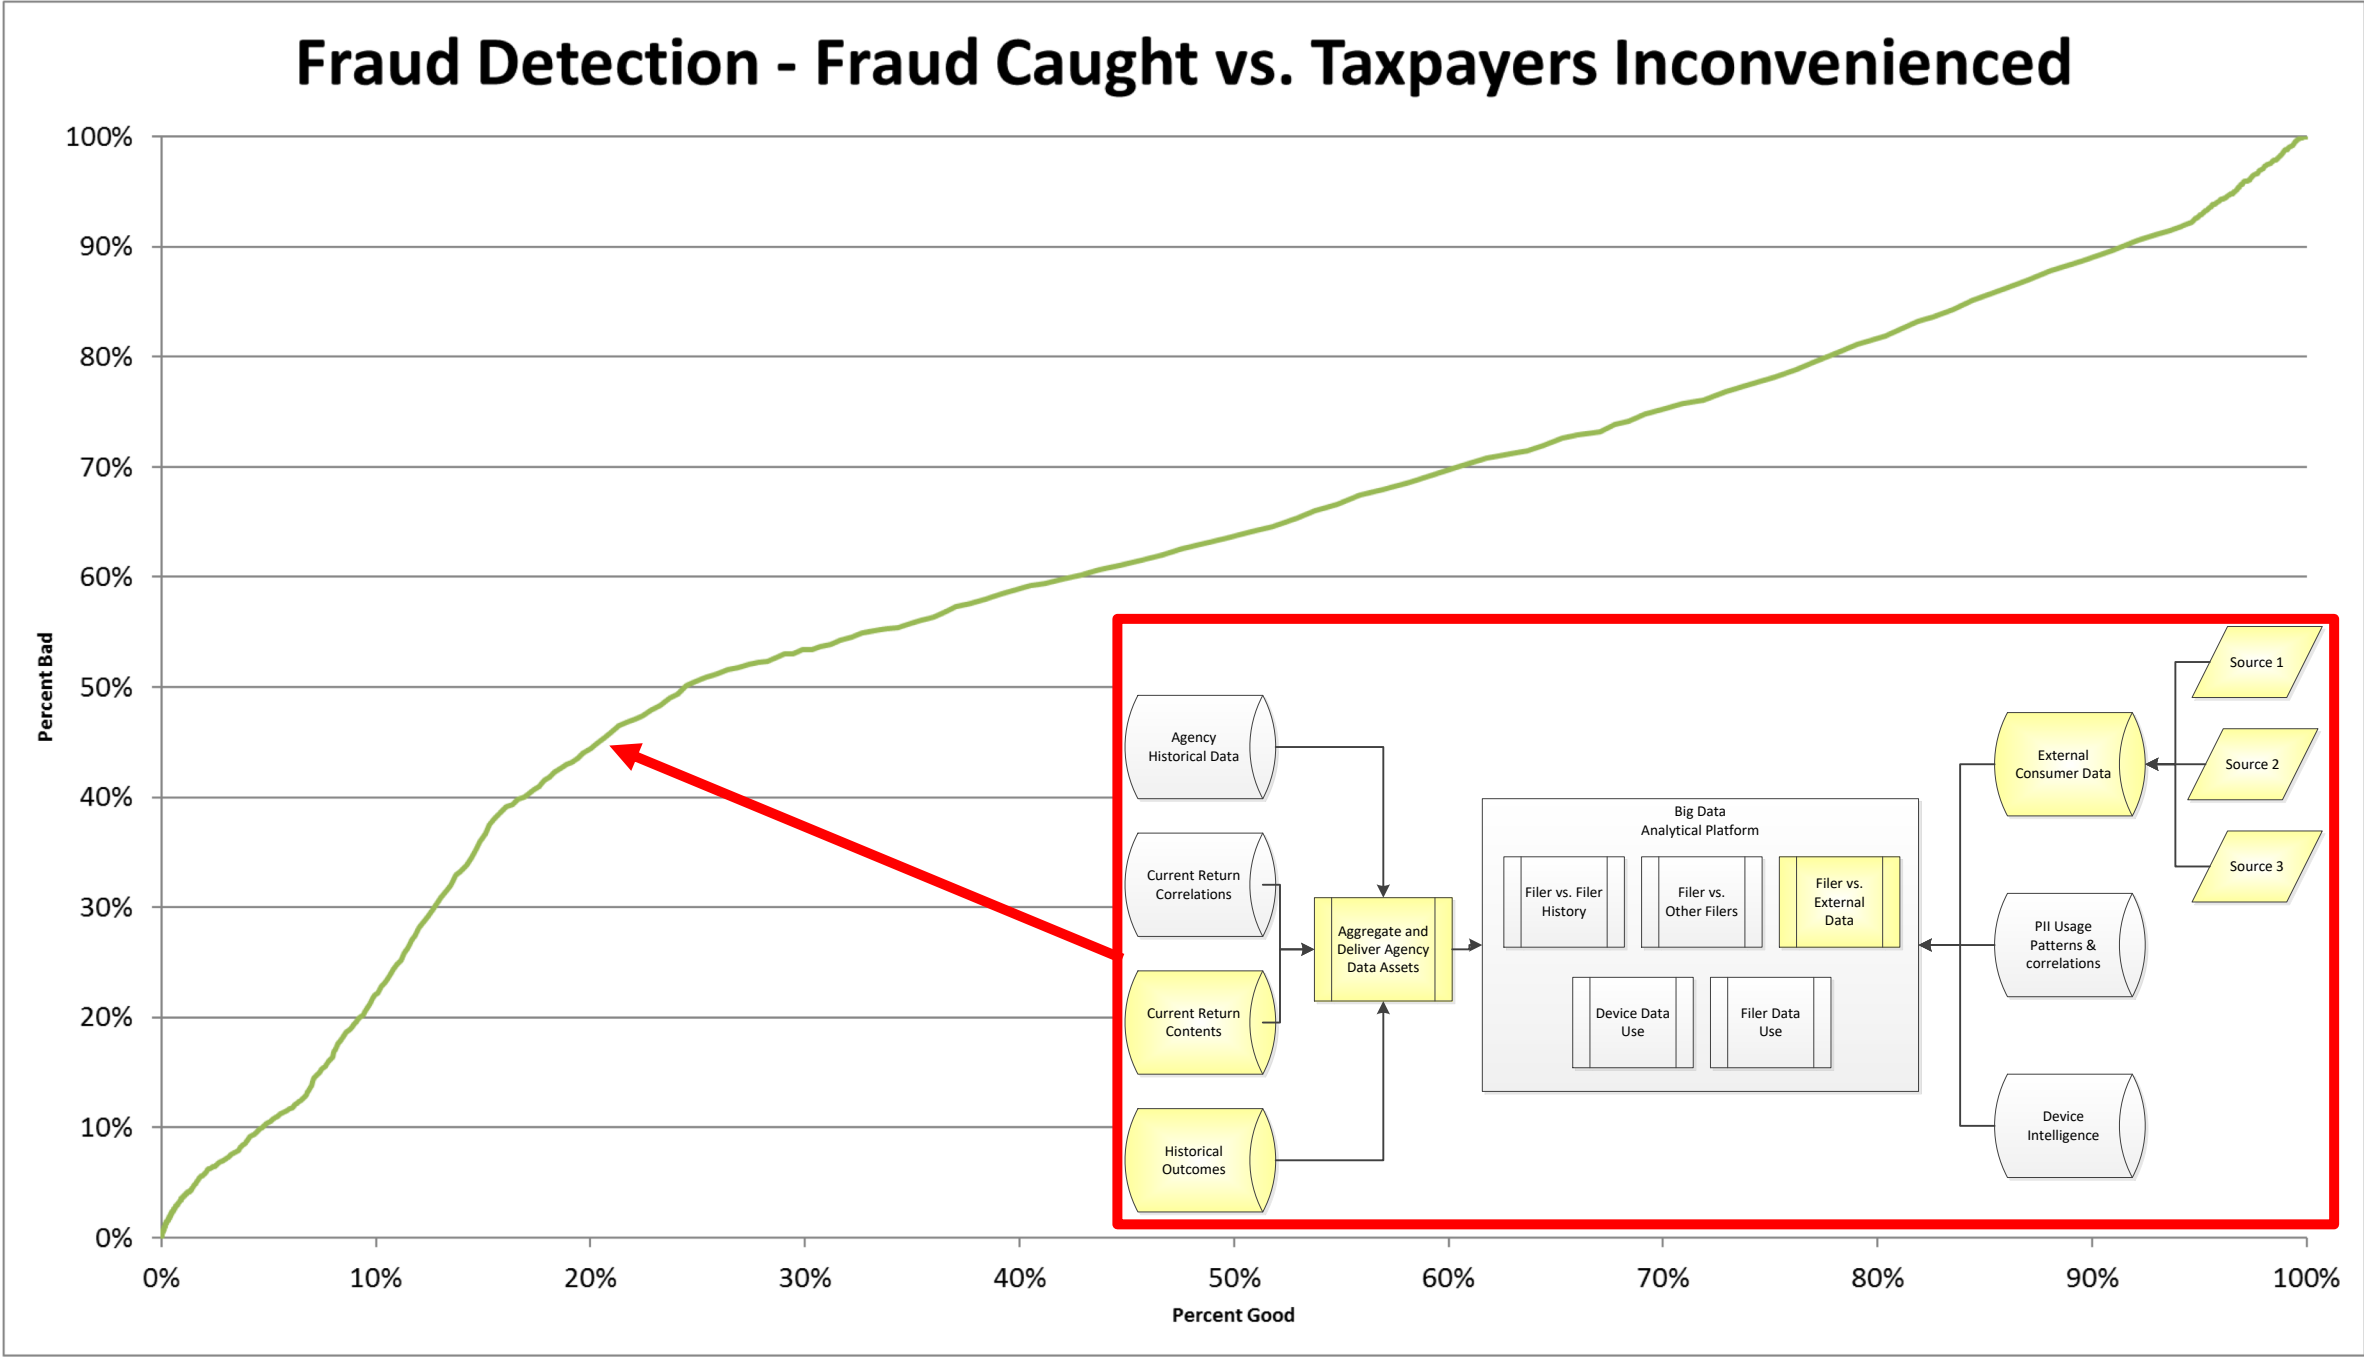 Fraud Detection - Fraud Caught vs. Taxpayers Inconvenienced
100%
90%
80%
70%
60%
50%
40%
30%
20%
10%
0%
Percent Bad
0%
10%
20%
30%
40%
50%
60%
70%
80%
90%
100%
Percent Good
Agency
Historical Data
Current Return
Correlations
Current Return
Contents
Historical
Outcomes
Aggregate and
Deliver Agency
Data Assets
Big Data
Analytical Platform
Filer vs. Filer
History
Filer vs.
Other Filers
Filer vs.
External
Data
Device Data
Use
Filer Data
Use
External
Consumer Data
PII Usage
Patterns &
correlations
Device
Intelligence
Source 1
Source 2
Source 3